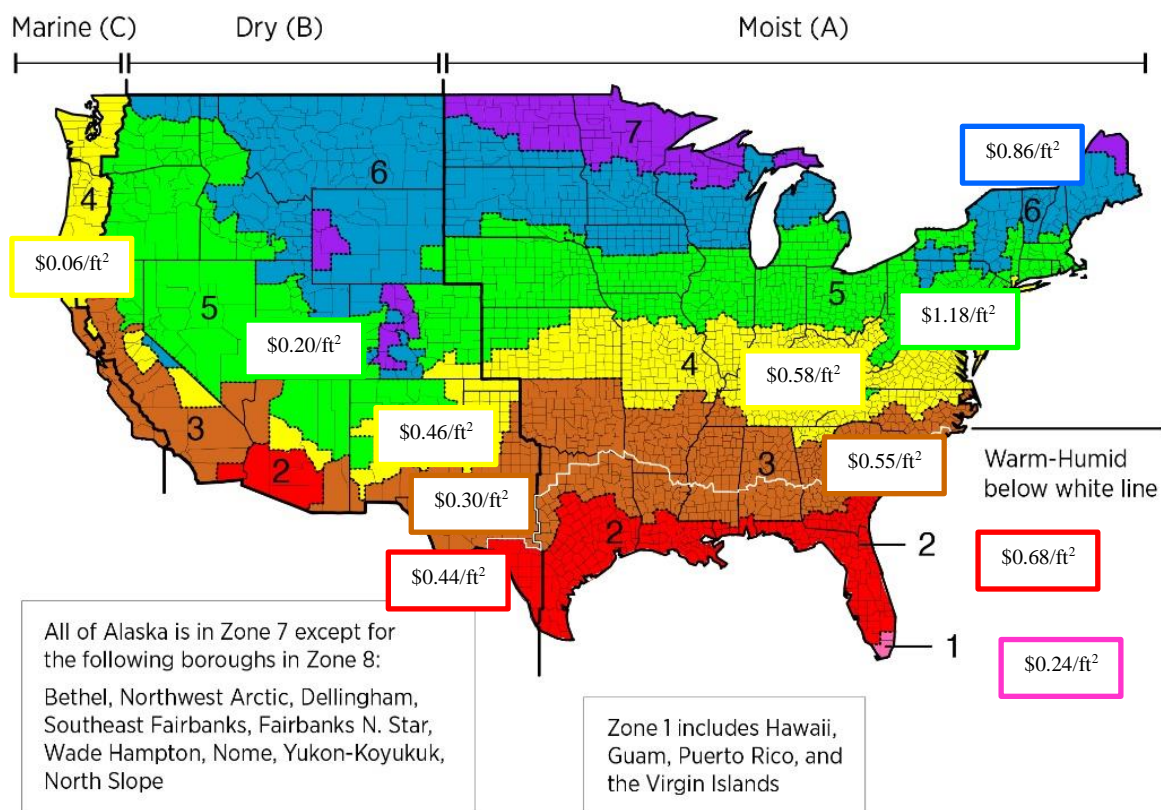 Marine (C)
Dry (B)
Moist (A)
7
$0.86/ft²
6
6
4
$0.06/ft²
5
5
$0.20/ft²
$1.18/ft²
4
$0.58/ft²
3
$0.46/ft²
3
$0.55/ft²
2
$0.30/ft²
Warm-Humid
below white line
2
2
$0.44/ft²
$0.68/ft²
1
$0.24/ft²
All of Alaska is in Zone 7 except for
the following boroughs in Zone 8:
Bethel, Northwest Arctic, Dellingham,
Southeast Fairbanks, Fairbanks N. Star,
Wade Hampton, Nome, Yukon-Koyukuk,
North Slope
Zone 1 includes Hawaii,
Guam, Puerto Rico, and
the Virgin Islands